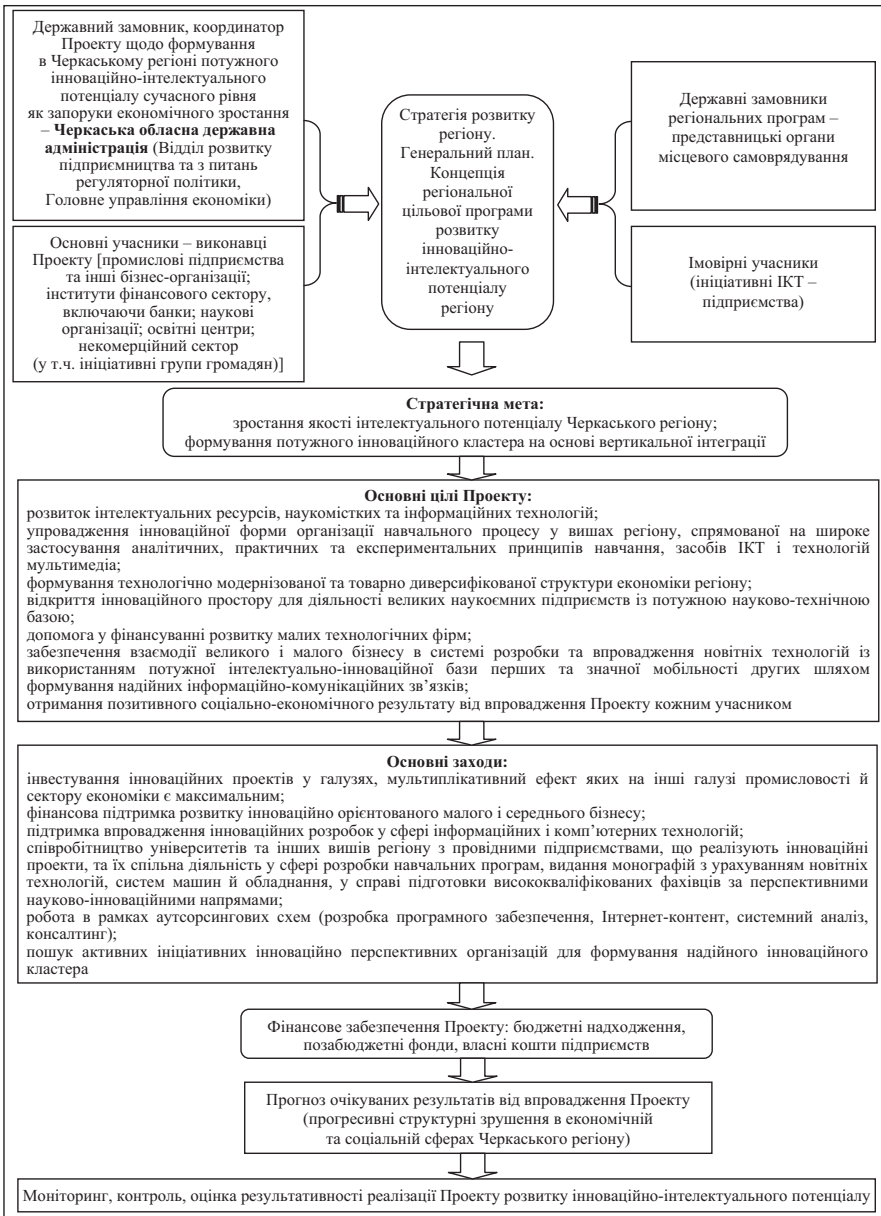 Державний замовник, координатор
Проекту щодо формування
в Черкаському регіоні потужного
інноваційно-інтелектуального
потенціалу сучасного рівня
як запоруки економічного зростання
– Черкаська обласна державна
адміністрація (Відділ розвитку
підприємництва та з питань
регуляторної політики,
Головне управління економіки)
Основні учасники – виконавці
Проекту [промислові підприємства
та інші бізнес-організації;
інститути фінансового сектору,
включаючи банки; наукові
організації; освітні центри;
некомерційний сектор
(у т.ч. ініціативні групи громадян)]
Стратегія розвитку
регіону.
Генеральний план.
Концепція
регіональної
цільової програми
розвитку
інноваційно-
інтелектуального
потенціалу
регіону
Державні замовники
регіональних програм –
представницькі органи
місцевого самоврядування
Імовірні учасники
(ініціативні ІКТ –
підприємства)
Стратегічна мета:
зростання якості інтелектуального потенціалу Черкаського регіону;
формування потужного інноваційного кластера на основі вертикальної інтеграції
Основні цілі Проекту:
розвиток інтелектуальних ресурсів, наукомістких та інформаційних технологій;
упровадження інноваційної форми організації навчального процесу у вишах регіону, спрямованої на широке
застосування аналітичних, практичних та експериментальних принципів навчання, засобів ІКТ і технологій
мультимедіа;
формування технологічно модернізованої та товарно диверсифікованої структури економіки регіону;
відкриття інноваційного простору для діяльності великих наукоємних підприємств із потужною науково-технічною
базою;
допомога у фінансуванні розвитку малих технологічних фірм;
забезпечення взаємодії великого і малого бізнесу в системі розробки та впровадження новітніх технологій із
використанням потужної інтелектуально-інноваційної бази перших та значної мобільності других шляхом
формування надійних інформаційно-комунікаційних зв’язків;
отримання позитивного соціально-економічного результату від впровадження Проекту кожним учасником
Основні заходи:
інвестування інноваційних проектів у галузях, мультиплікативний ефект яких на інші галузі промисловості й
сектору економіки є максимальним;
фінансова підтримка розвитку інноваційно орієнтованого малого і середнього бізнесу;
підтримка впровадження інноваційних розробок у сфері інформаційних і комп’ютерних технологій;
співробітництво університетів та інших вишів регіону з провідними підприємствами, що реалізують інноваційні
проекти, та їх спільна діяльність у сфері розробки навчальних програм, видання монографій з урахуванням новітніх
технологій, систем машин й обладнання, у справі підготовки висококваліфікованих фахівців за перспективними
науково-інноваційними напрямами;
робота в рамках аутсорсингових схем (розробка програмного забезпечення, Інтернет-контент, системний аналіз,
консалтинг);
пошук активних ініціативних інноваційно перспективних організацій для формування надійного інноваційного
кластера
Фінансове забезпечення Проекту: бюджетні надходження,
позабюджетні фонди, власні кошти підприємств
Прогноз очікуваних результатів від впровадження Проекту
(прогресивні структурні зрушення в економічній
та соціальній сферах Черкаського регіону)
Моніторинг, контроль, оцінка результативності реалізації Проекту розвитку інноваційно-інтелектуального потенціалу